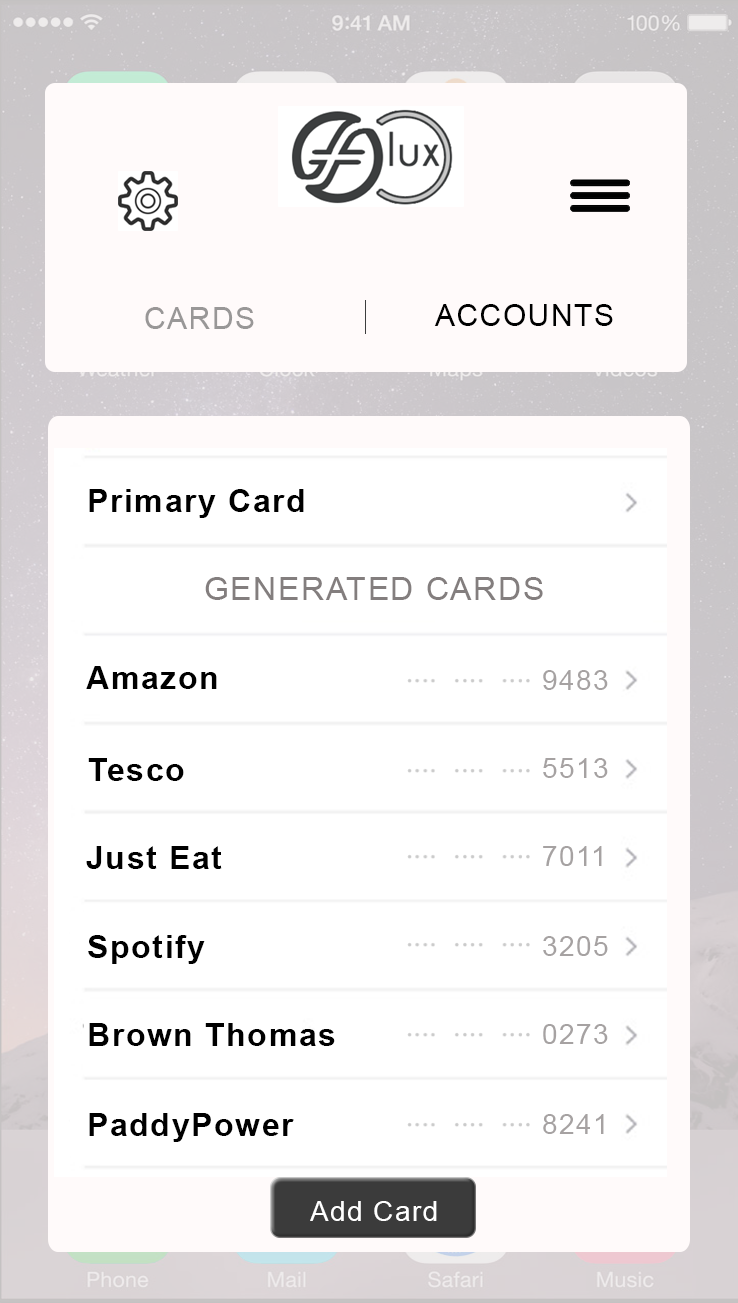 9:41 AM 100%
lux
CARDS | ACCOUNTS
Weather Clock Maps Videos
Primary Card >
GENERATED CARDS
Amazon ···· ···· ···· 9483 >
Tesco ···· ···· ···· 5513 >
Just Eat ···· ···· ···· 7011 >
Spotify ···· ···· ···· 3205 >
Brown Thomas ···· ···· ···· 0273 >
PaddyPower ···· ···· ···· 8241 >
Add Card
Phone Mail Safari Music